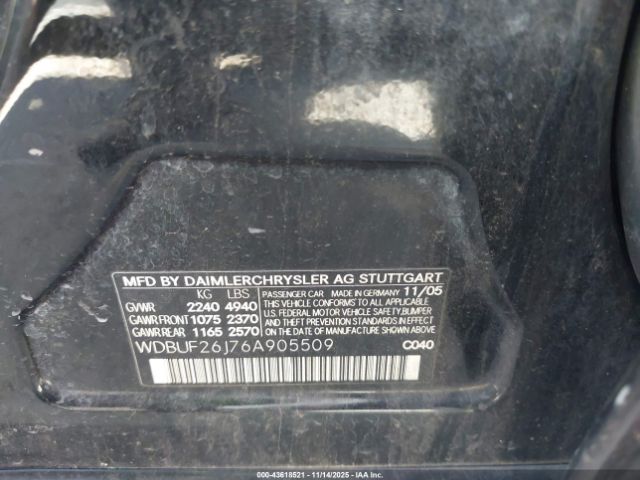 MFD BY DAIMLERCHRYSLER AG STUTTGART
KG LBS PASSENGER CAR MADE IN GERMANY 11/05
GVWR 2240 4940 THIS VEHICLE CONFORMS TO ALL APPLICABLE
GAWR FRONT 1075 2370 U.S. FEDERAL MOTOR VEHICLE SAFETY,BUMPER
GAWR REAR 1165 2570 AND THEFT PREVENTION STANDARDS IN EFFECT
ON THE DATE OF MANUFACTURE SHOWN ABOVE.
WDBUF26J76A905509 C040
000-43618521 - 11/14/2025 - IAA Inc.